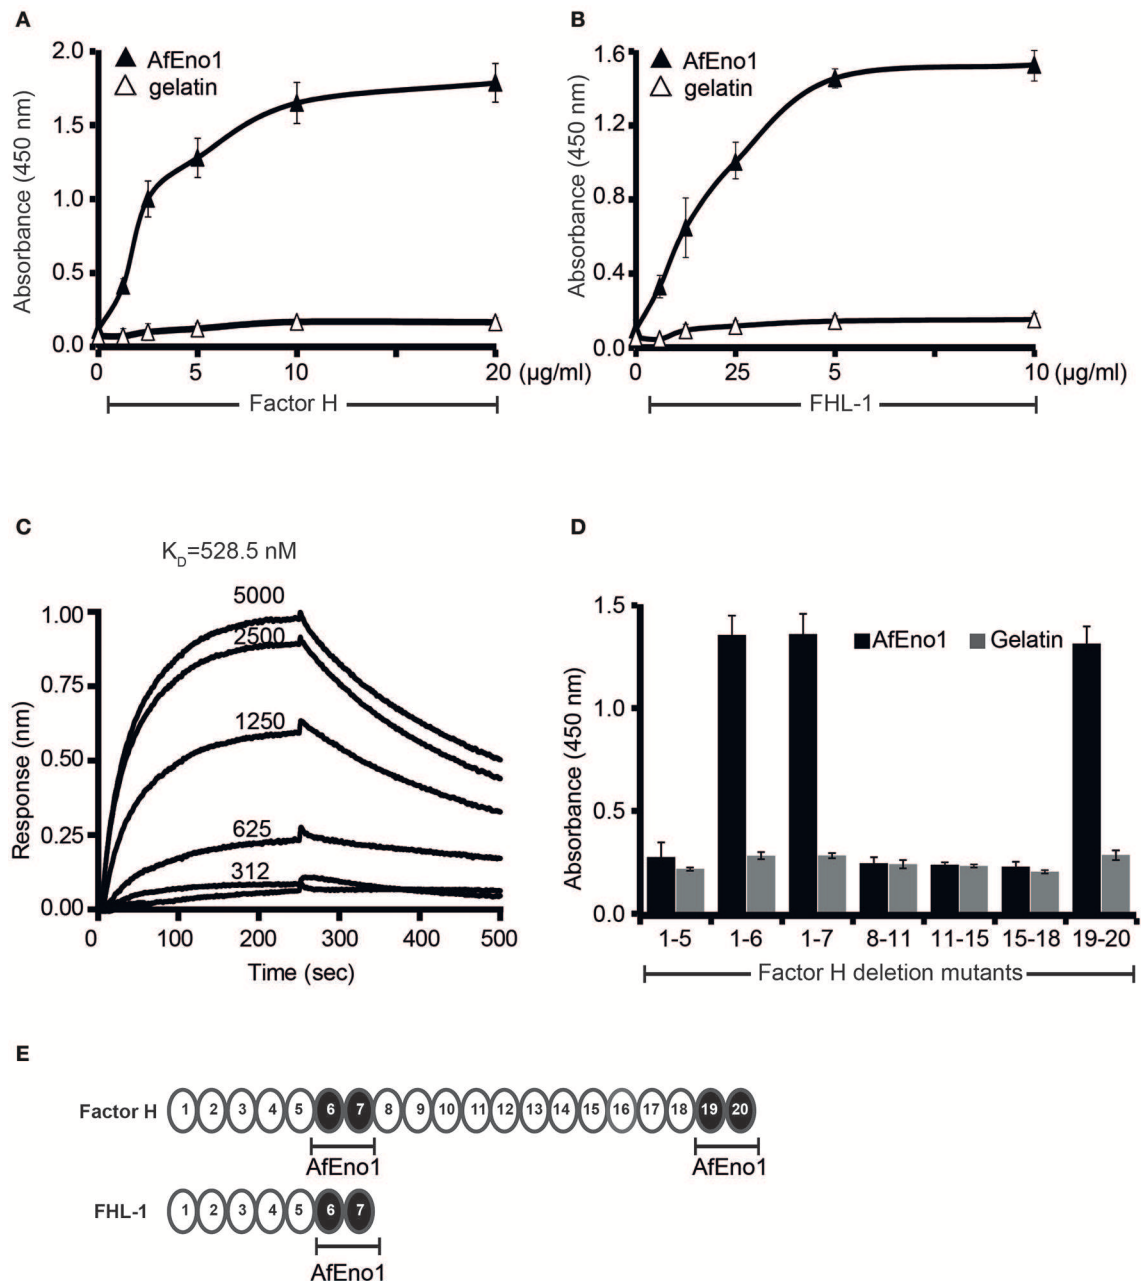 A
2.0
AfEno1
gelatin
1.5
1.0
0.5
0.0
Absorbance (450 nm)
0 5 10 20 (µg/ml)
Factor H
B
1.6
AfEno1
gelatin
1.2
0.8
0.4
0.0
Absorbance (450 nm)
0 25 5 10 (µg/ml)
FHL-1
C
KD=528.5 nM
1.00
0.75
0.50
0.25
0.00
Response (nm)
5000
2500
1250
625
312
0 100 200 300 400 500
Time (sec)
D
1.5
1.0
0.5
0.0
Absorbance (450 nm)
AfEno1 Gelatin
1-5 1-6 1-7 8-11 11-15 15-18 19-20
Factor H deletion mutants
E
Factor H 1 2 3 4 5 6 7 8 9 10 11 12 13 14 15 16 17 18 19 20
AfEno1 AfEno1
FHL-1 1 2 3 4 5 6 7
AfEno1